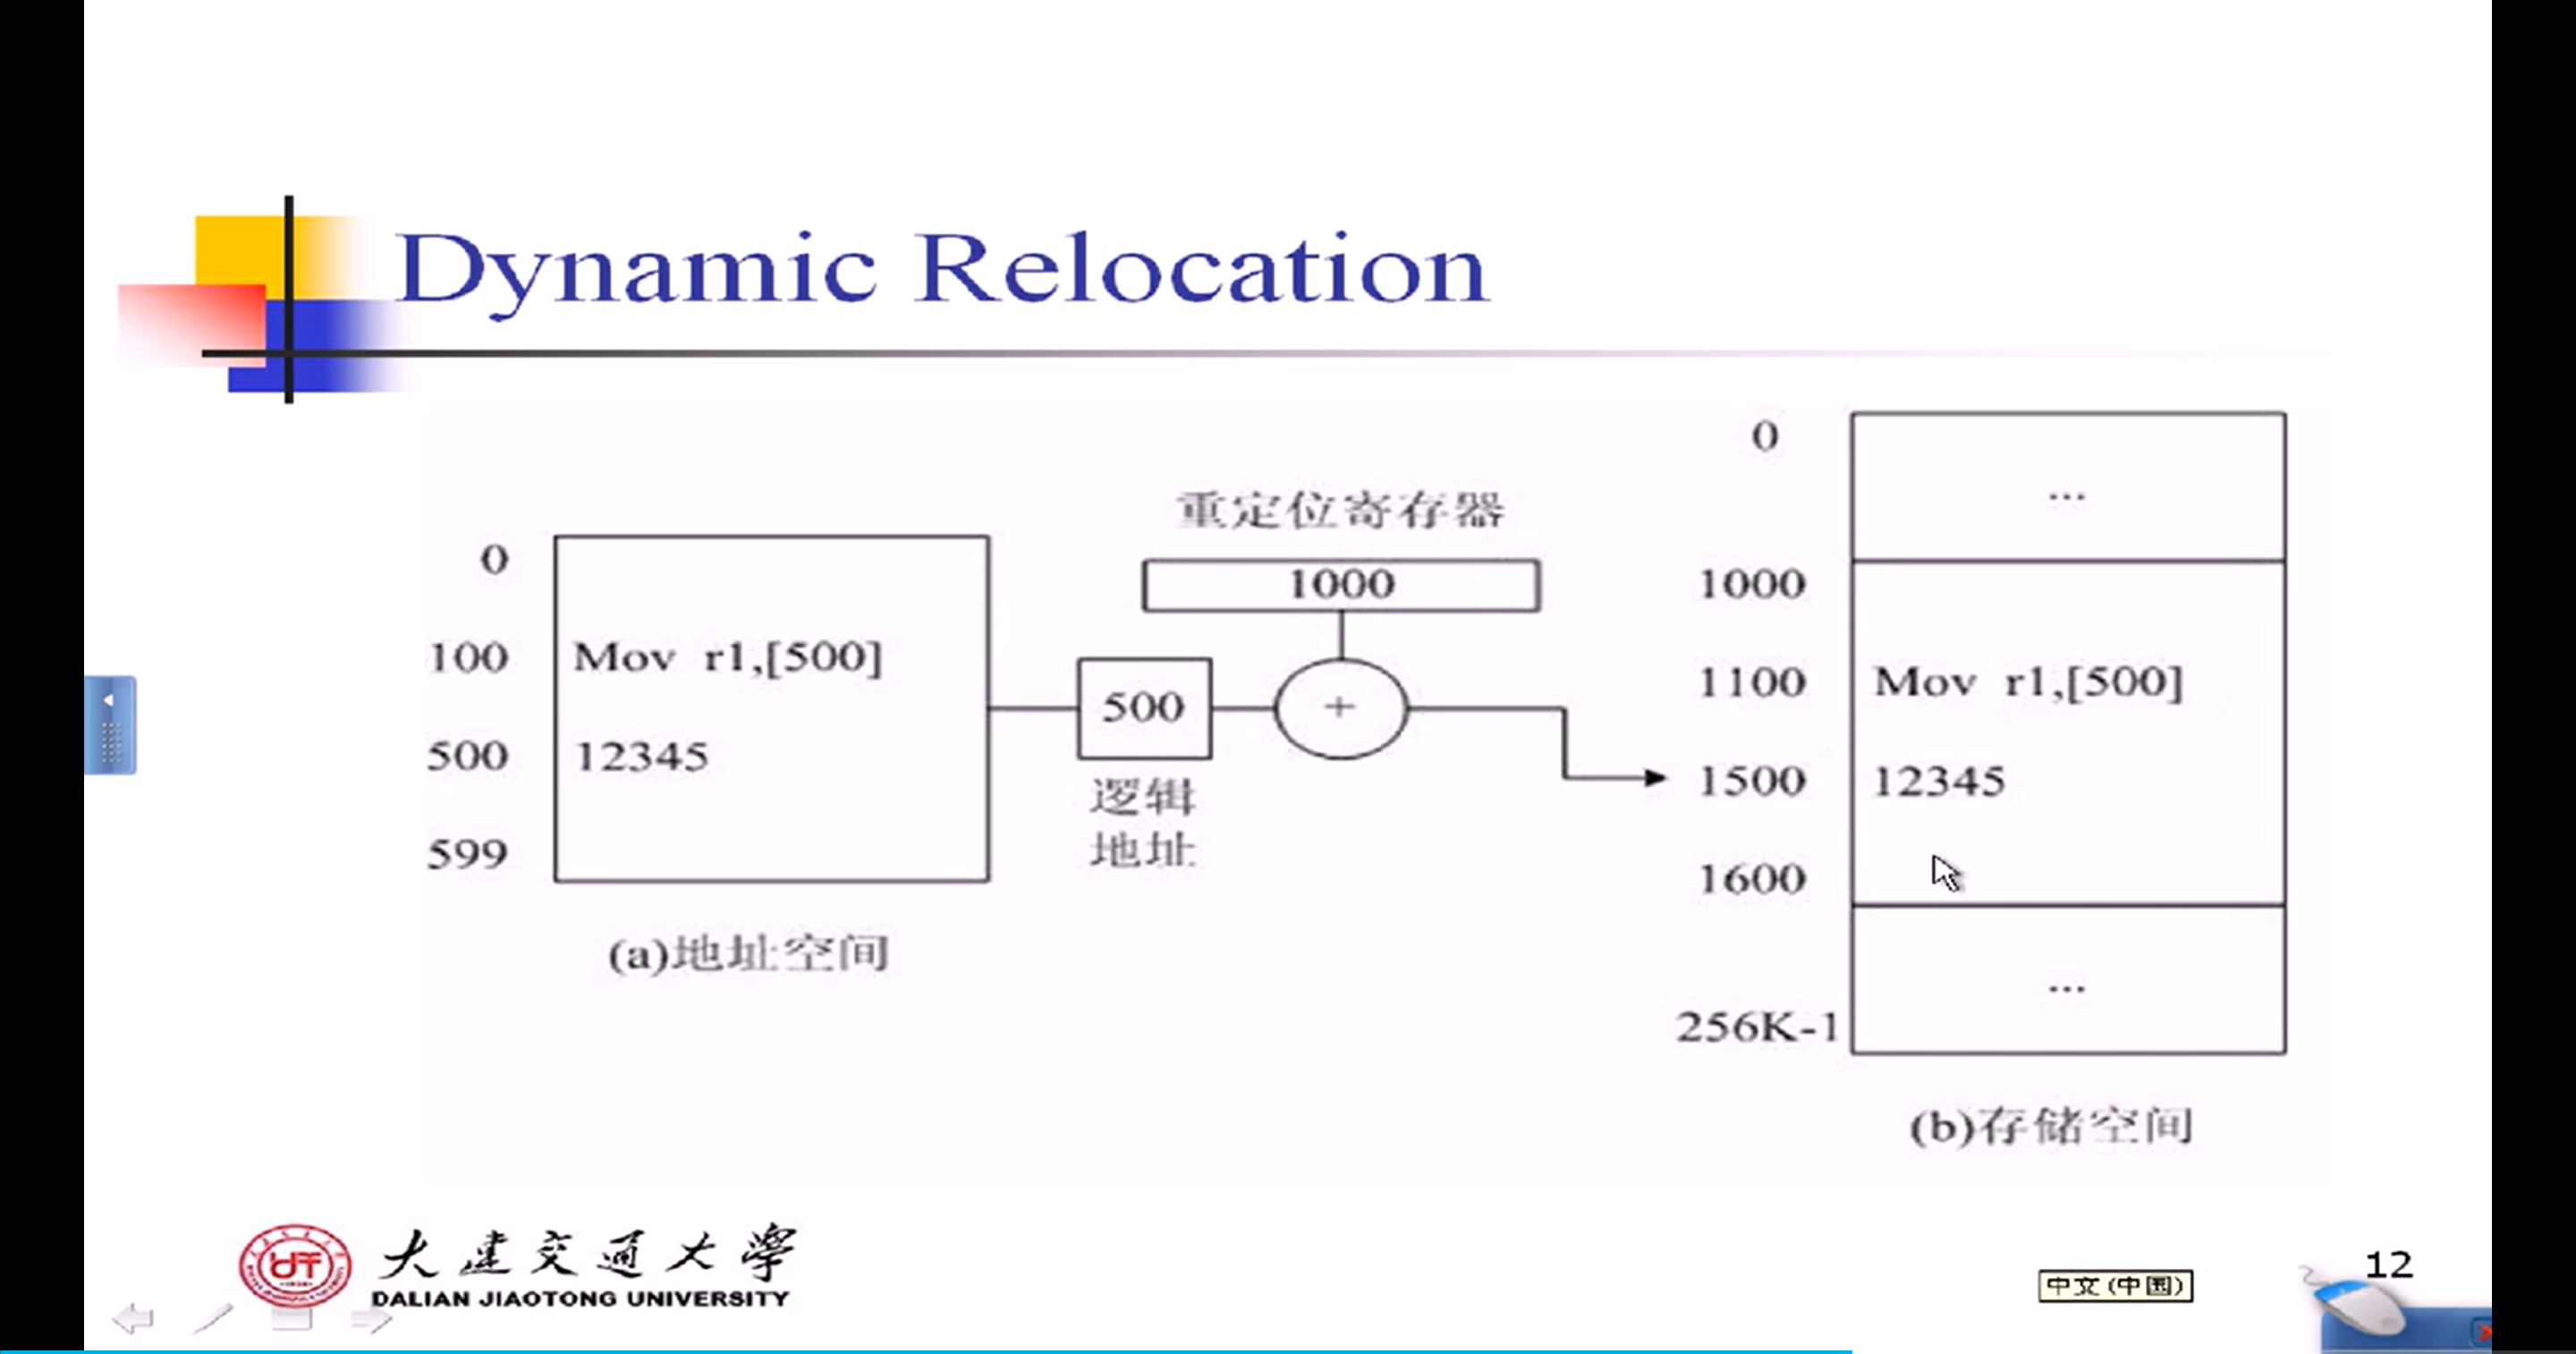 Dynamic Relocation
0
100 Mov r1,[500]
500 12345
599
(a)地址空间
重定位寄存器
1000
500
+
逻辑
地址
0 ...
1000
1100 Mov r1,[500]
1500 12345
1600
...
256K-1
(b)存储空间
大连交通大学
DALIAN JIAOTONG UNIVERSITY
中文(中国)
12